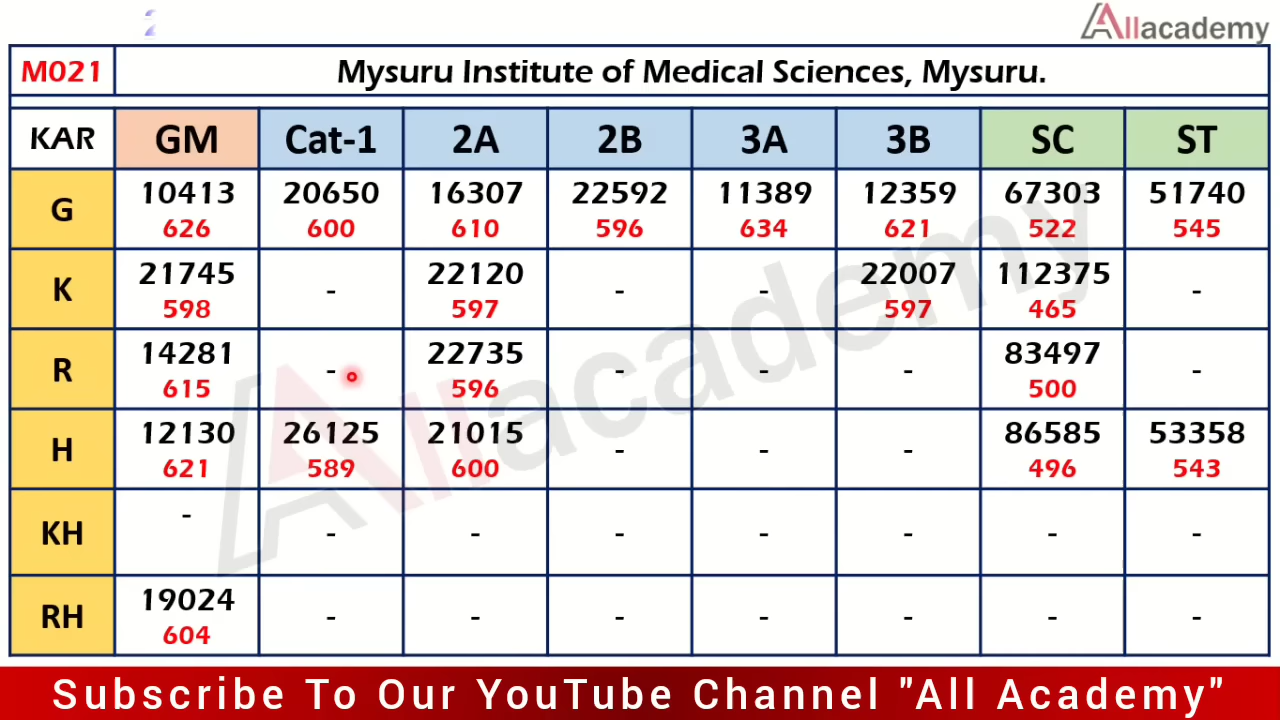 Allacademy
M021 Mysuru Institute of Medical Sciences, Mysuru.
KAR GM Cat-1 2A 2B 3A 3B SC ST
G 10413 20650 16307 22592 11389 12359 67303 51740
626 600 610 596 634 621 522 545
K 21745 - 22120 - - 22007 112375 -
598 597 597 465
R 14281 - 22735 - - - 83497 -
615 596 500
H 12130 26125 21015 - - - 86585 53358
621 589 600 496 543
KH - - - - - - - -
RH 19024 - - - - - - -
604
Allacademy
Subscribe To Our YouTube Channel "All Academy"